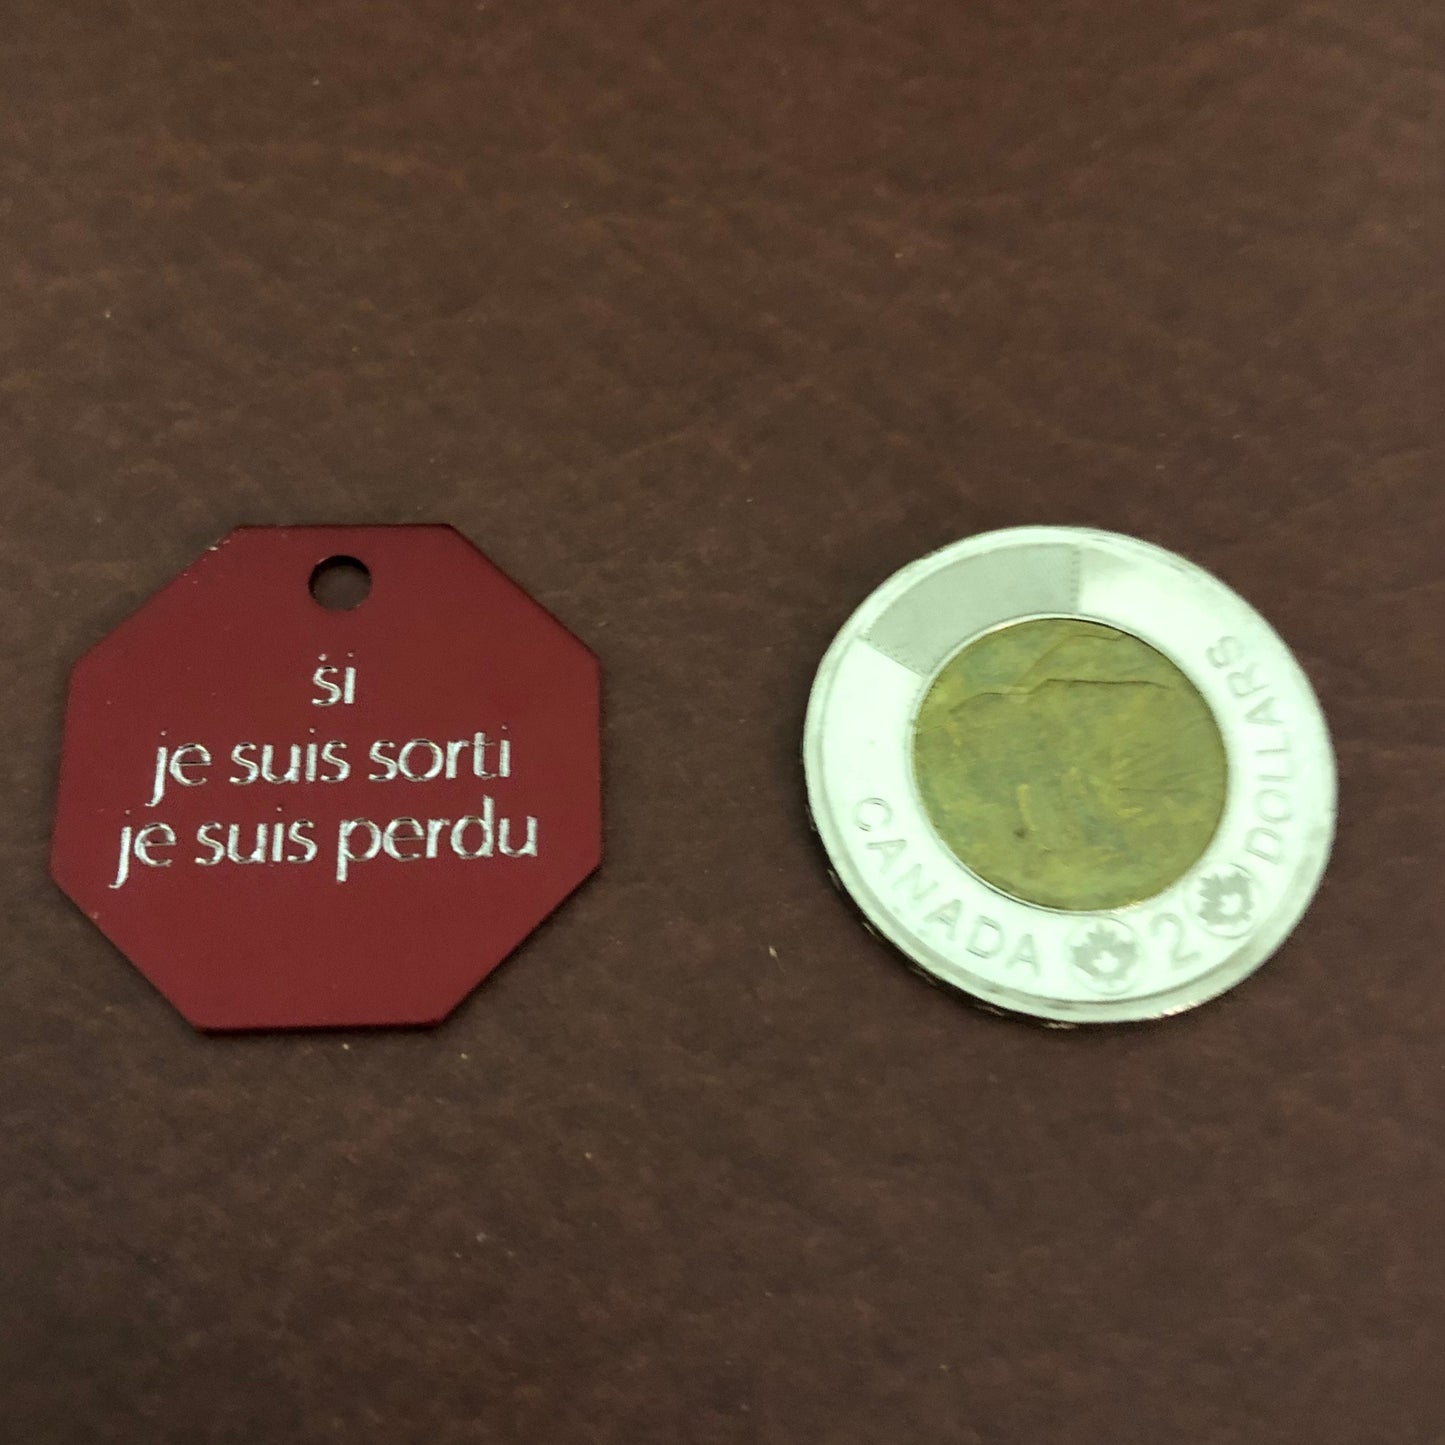 si
je suis sorti
je suis perdu
CANADA 2 DOLLARS